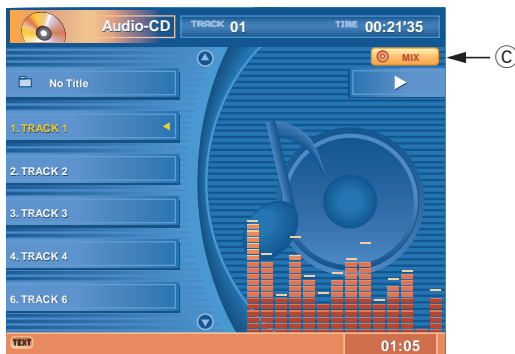 Audio-CD TRACK 01 TIME 00:21'35
MIX
C
No Title
1. TRACK 1
2. TRACK 2
3. TRACK 3
4. TRACK 4
6. TRACK 6
TEXT 01:05